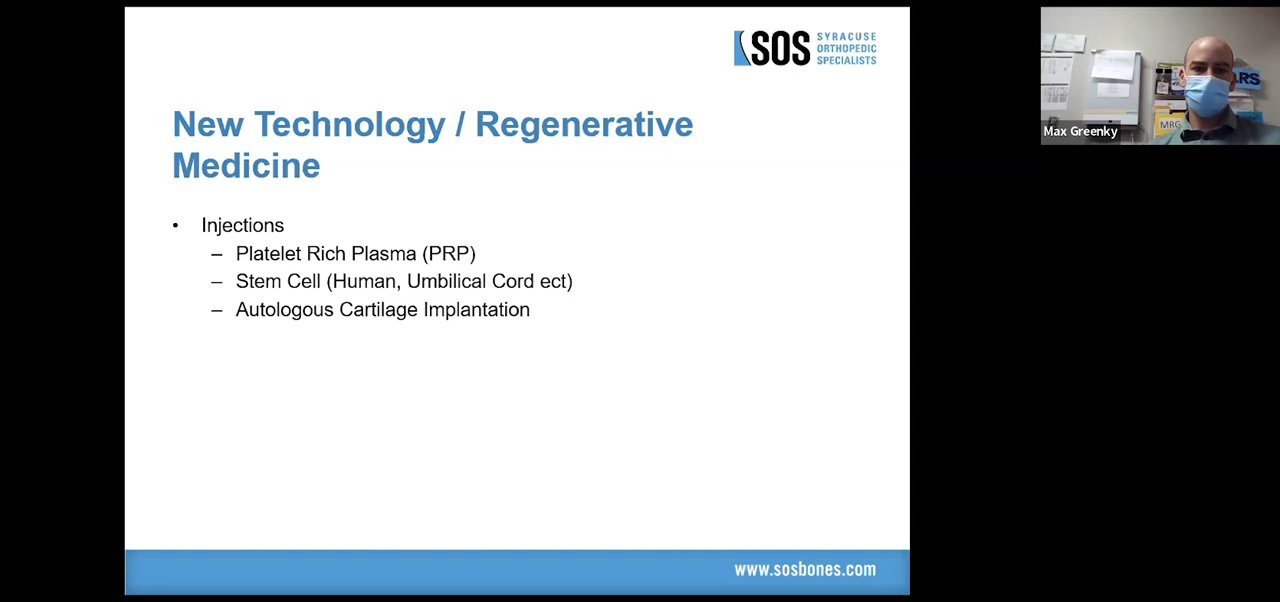 SOS SYRACUSE
ORTHOPEDIC
SPECIALISTS
New Technology / Regenerative
Medicine
• Injections
– Platelet Rich Plasma (PRP)
– Stem Cell (Human, Umbilical Cord ect)
– Autologous Cartilage Implantation
www.sosbones.com
MRG
Max Greenky